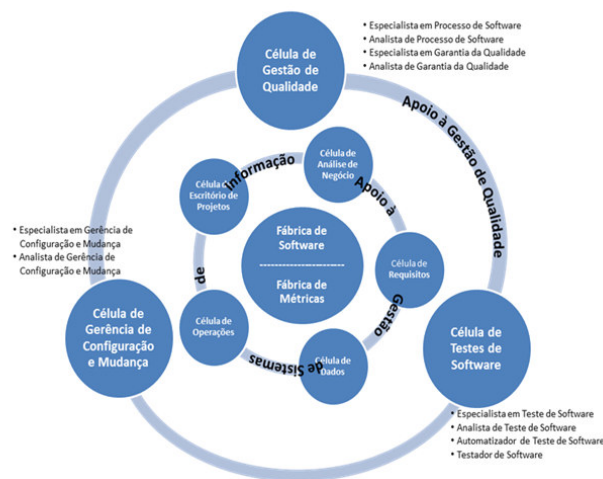 Célula de
Gestão de
Qualidade
• Especialista em Processo de Software
• Analista de Processo de Software
• Especialista em Garantia da Qualidade
• Analista de Garantia da Qualidade
Apoio à Gestão de Qualidade
informação
Célula de
Análise de
Negócio
Apoio à
Célula de
Escritório de
Projetos
Fábrica de
Software
----------------------
Fábrica de
Métricas
Célula de
Requisitos
Gestão
de
Célula de
Operações
de Sistemas
Célula de
Dados
• Especialista em Gerência de
Configuração e Mudança
• Analista de Gerência de
Configuração e Mudança
Célula de
Gerência de
Configuração
e Mudança
Célula de
Testes de
Software
• Especialista em Teste de Software
• Analista de Teste de Software
• Automatizador de Teste de Software
• Testador de Software